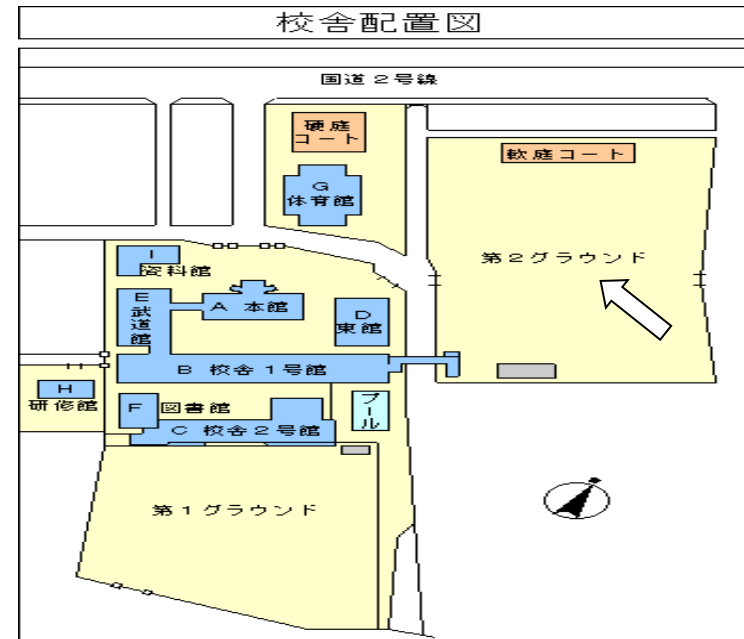 校舎配置図
国道2号線
硬庭
コート
軟庭コート
G
体育館
第2グラウンド
I
資料館
E
武
道
館
A 本館
D
東館
B 校舎1号館
H
研修館
F 図書館
プ
ー
ル
C 校舎2号館
第1グラウンド